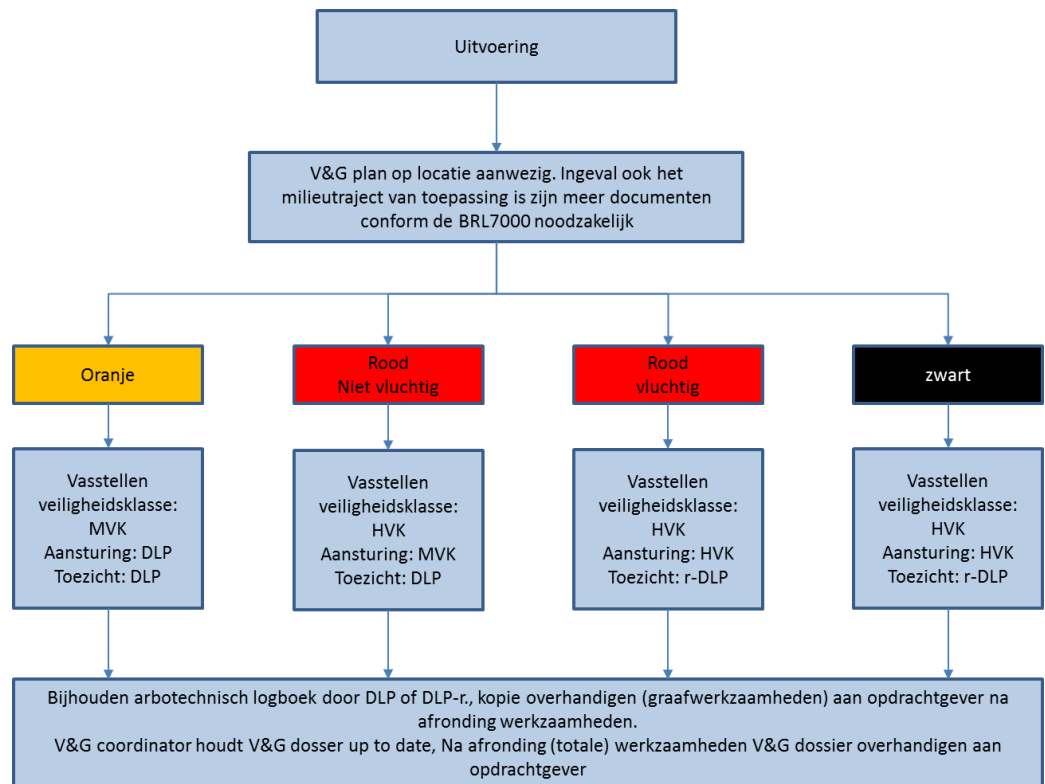 Uitvoering
V&G plan op locatie aanwezig. Ingeval ook het
milieutraject van toepassing is zijn meer documenten
conform de BRL7000 noodzakelijk
Oranje
Rood
Niet vluchtig
Rood
vluchtig
zwart
Vasstellen
veiligheidsklasse:
MVK
Aansturing: DLP
Toezicht: DLP
Vasstellen
veiligheidsklasse:
HVK
Aansturing: MVK
Toezicht: DLP
Vasstellen
veiligheidsklasse:
HVK
Aansturing: HVK
Toezicht: r-DLP
Vasstellen
veiligheidsklasse:
HVK
Aansturing: HVK
Toezicht: r-DLP
Bijhouden arbotechnisch logboek door DLP of DLP-r., kopie overhandigen (graafwerkzaamheden) aan opdrachtgever na
afronding werkzaamheden.
V&G coordinator houdt V&G dosser up to date, Na afronding (totale) werkzaamheden V&G dossier overhandigen aan
opdrachtgever